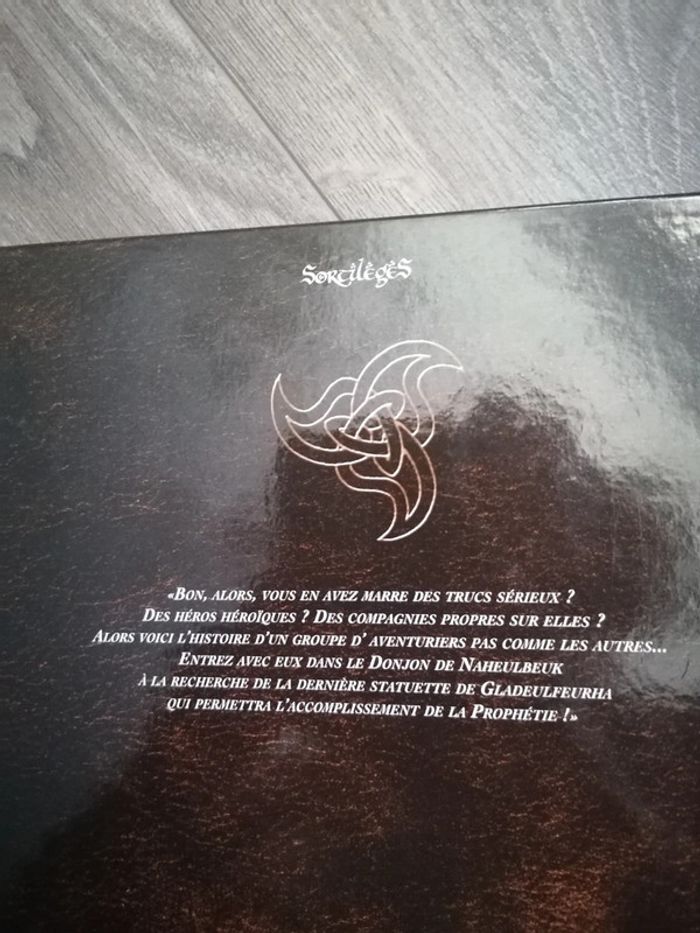 SORTILÈGES
«BON, ALORS, VOUS EN AVEZ MARRE DES TRUCS SÉRIEUX ?
DES HÉROS HÉROÏQUES ? DES COMPAGNIES PROPRES SUR ELLES ?
ALORS VOICI L'HISTOIRE D'UN GROUPE D' AVENTURIERS PAS COMME LES AUTRES...
ENTREZ AVEC EUX DANS LE DONJON DE NAHEULBEUK
À LA RECHERCHE DE LA DERNIÈRE STATUETTE DE GLADEULFEURHA
QUI PERMETTRA L'ACCOMPLISSEMENT DE LA PROPHÉTIE !»